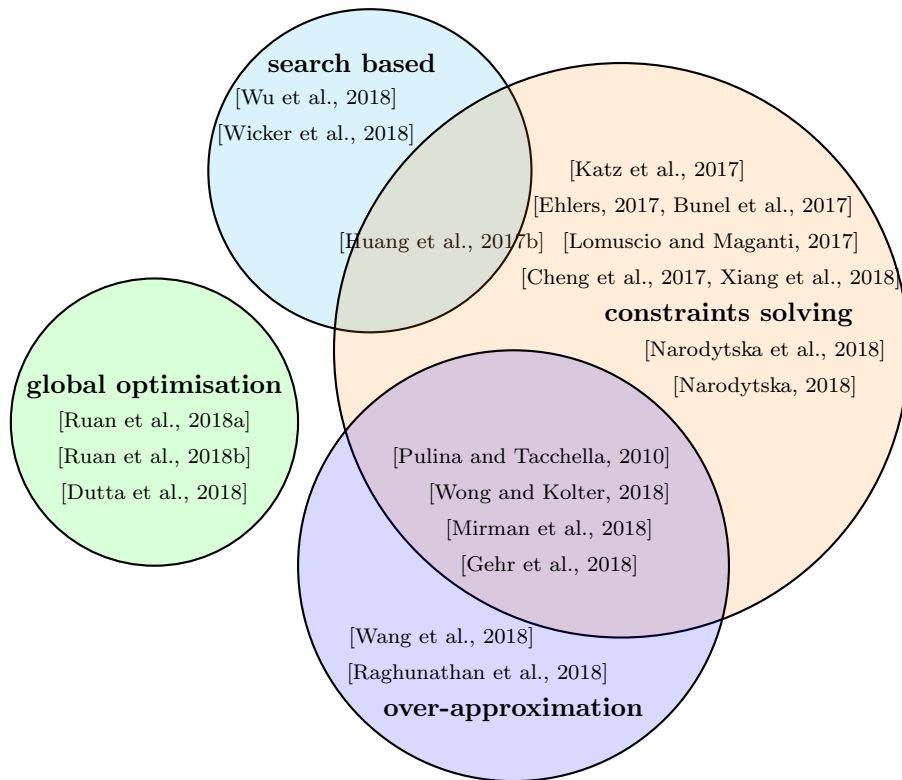 search based
[Wu et al., 2018]
[Wicker et al., 2018]
[Katz et al., 2017]
[Ehlers, 2017, Bunel et al., 2017]
[Huang et al., 2017b]
[Lomuscio and Maganti, 2017]
[Cheng et al., 2017, Xiang et al., 2018]
constraints solving
[Narodytska et al., 2018]
[Narodytska, 2018]
global optimisation
[Ruan et al., 2018a]
[Ruan et al., 2018b]
[Dutta et al., 2018]
[Pulina and Tacchella, 2010]
[Wong and Kolter, 2018]
[Mirman et al., 2018]
[Gehr et al., 2018]
[Wang et al., 2018]
[Raghunathan et al., 2018]
over-approximation